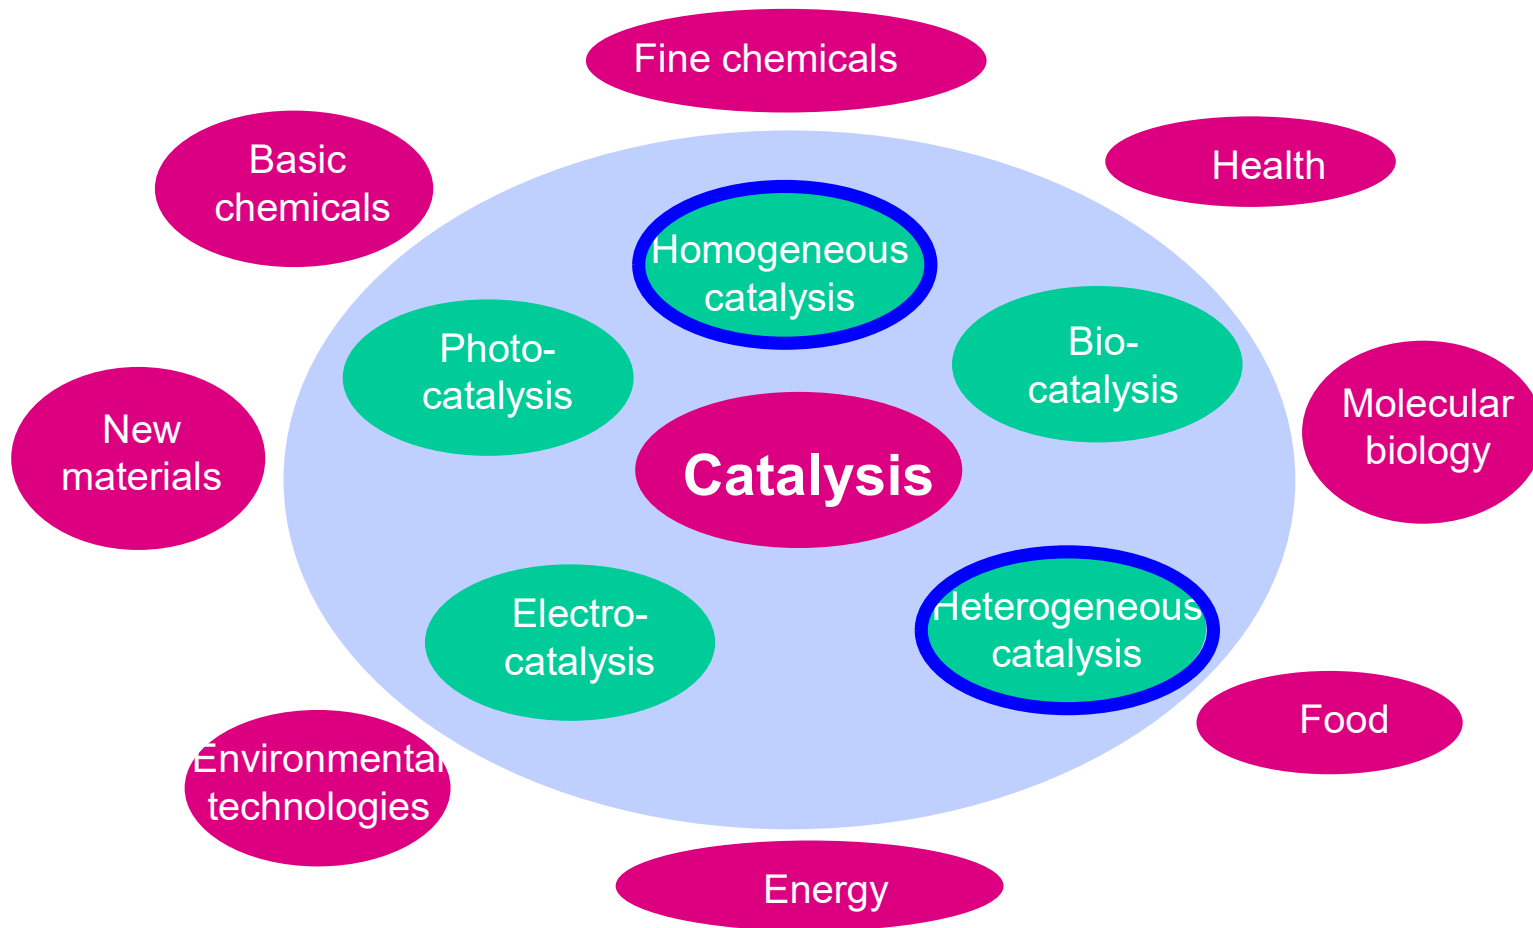 Fine chemicals
Basic
chemicals
Health
Homogeneous
catalysis
Photo-
catalysis
Bio-
catalysis
New
materials
Catalysis
Molecular
biology
Electro-
catalysis
Heterogeneous
catalysis
Environmental
technologies
Food
Energy